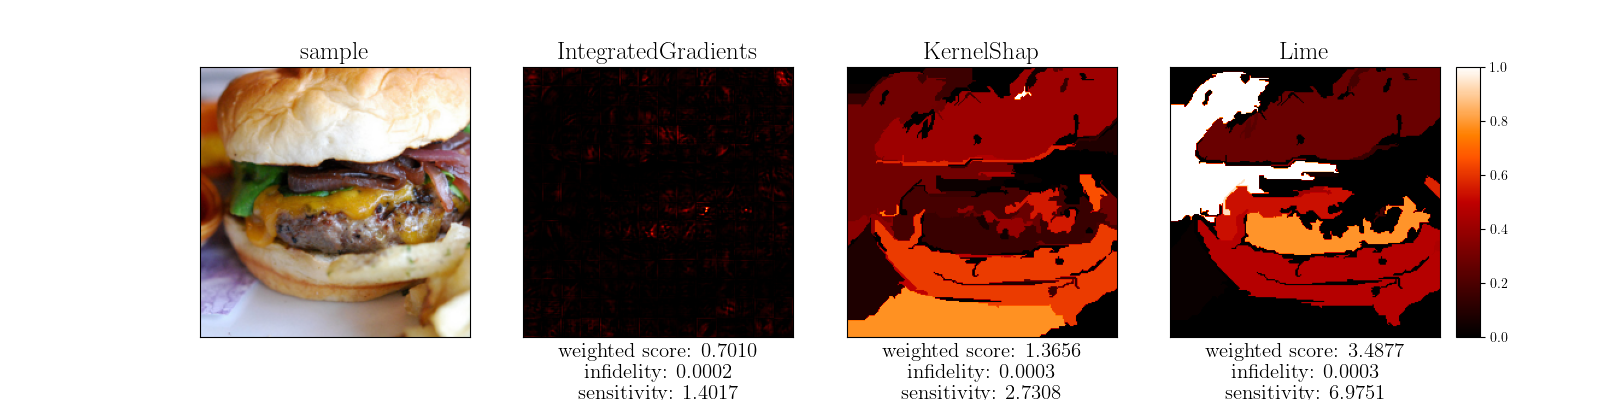 sample
IntegratedGradients
KernelShap
Lime
1.0
0.8
0.6
0.4
0.2
0.0
weighted score: 0.7010
infidelity: 0.0002
sensitivity: 1.4017
weighted score: 1.3656
infidelity: 0.0003
sensitivity: 2.7308
weighted score: 3.4877
infidelity: 0.0003
sensitivity: 6.9751